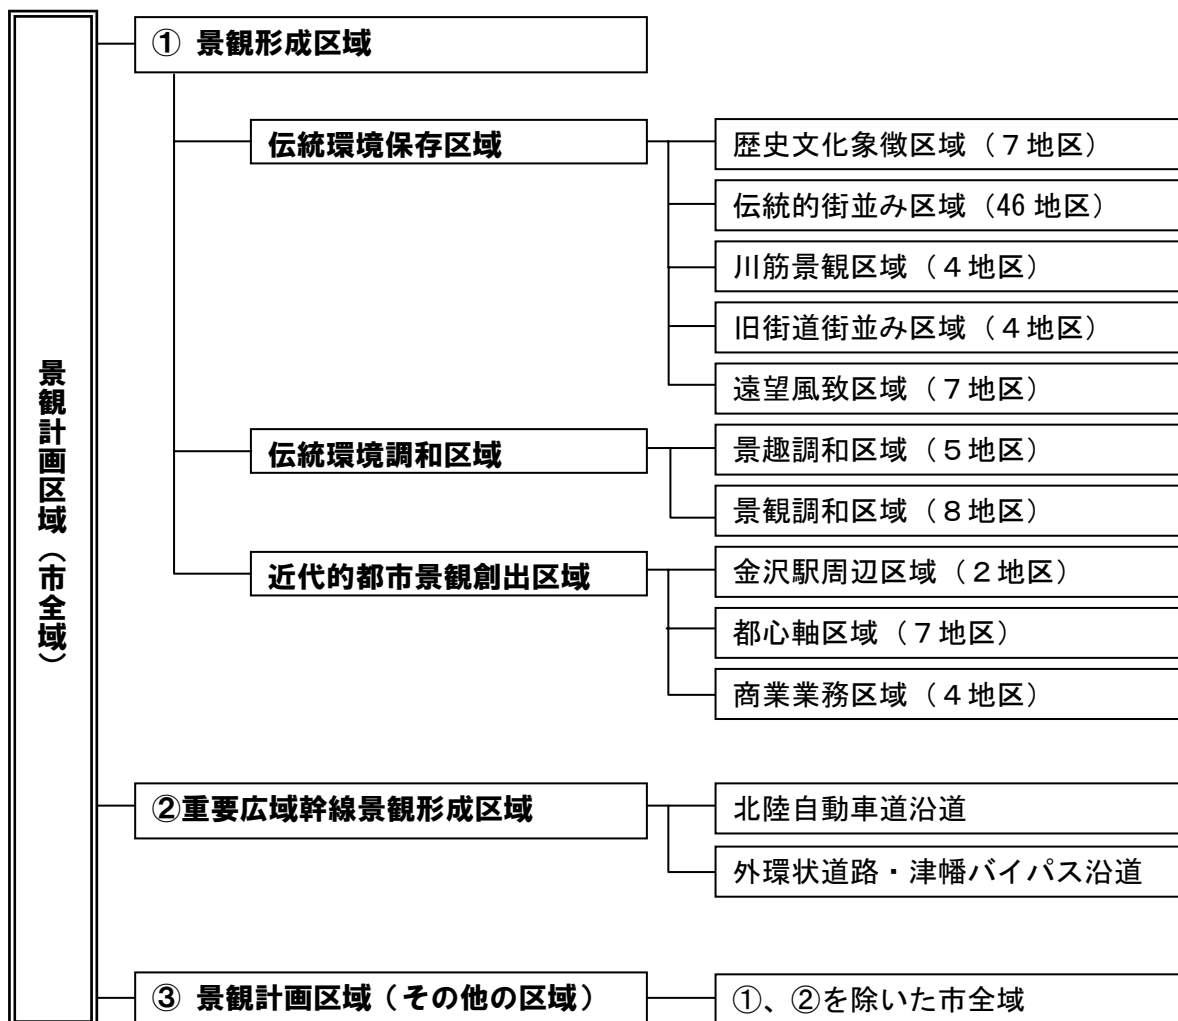 景観計画区域（市全域）
① 景観形成区域
伝統環境保存区域
歴史文化象徴区域（７地区）
伝統的街並み区域（46 地区）
川筋景観区域（４地区）
旧街道街並み区域（４地区）
遠望風致区域（７地区）
伝統環境調和区域
景趣調和区域（５地区）
景観調和区域（８地区）
近代的都市景観創出区域
金沢駅周辺区域（２地区）
都心軸区域（７地区）
商業業務区域（４地区）
②重要広域幹線景観形成区域
北陸自動車道沿道
外環状道路・津幡バイパス沿道
③ 景観計画区域（その他の区域）
①、②を除いた市全域